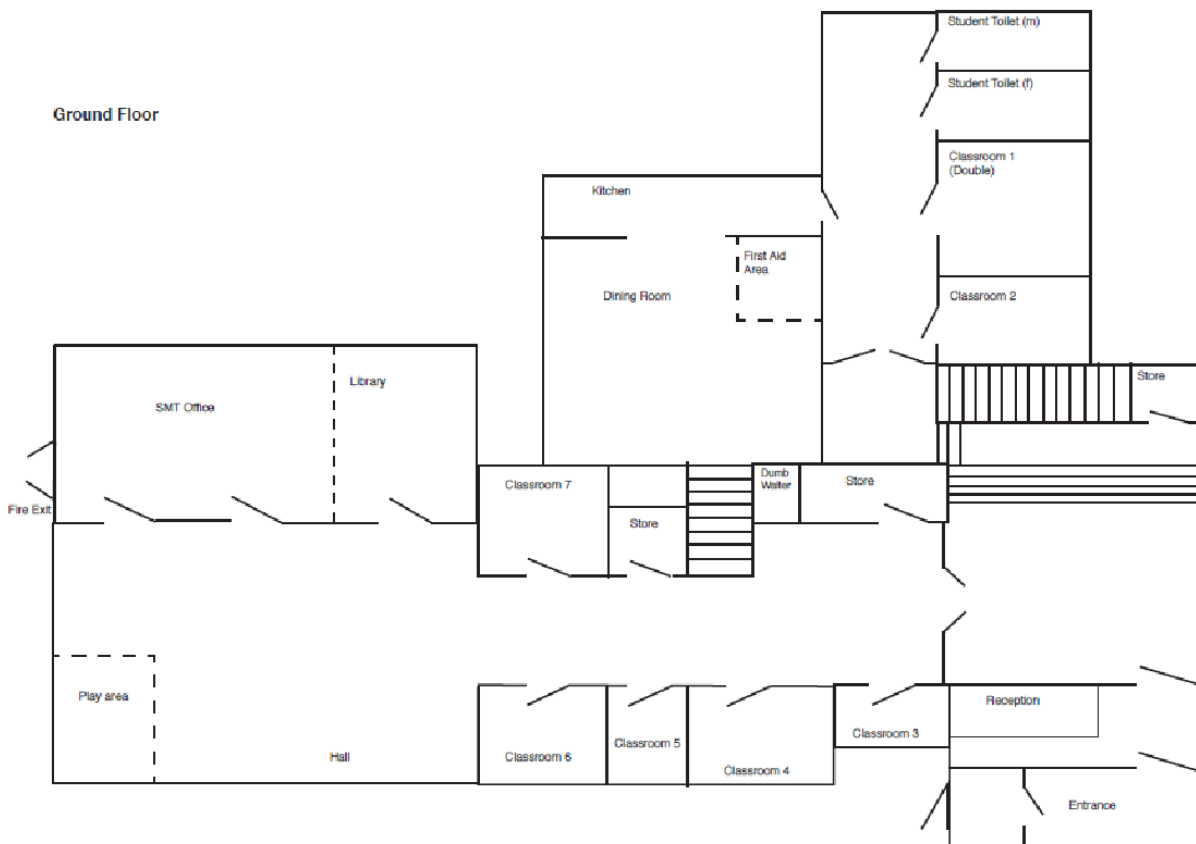 Student Toilet (m)
Student Toilet (f)
Ground Floor
Classroom 1
(Double)
Kitchen
First Aid
Area
Dining Room
Classroom 2
Library
Store
SMT Office
Dumb
Waiter
Store
Classroom 7
Fire Exit
Store
Play area
Reception
Classroom 3
Classroom 5
Hall
Classroom 6
Classroom 4
Entrance